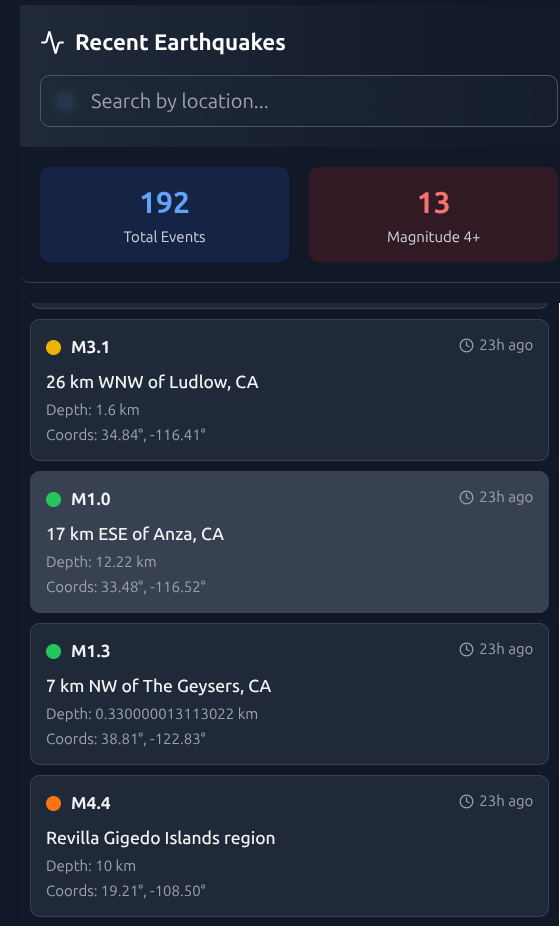 Recent Earthquakes
Search by location...
192
Total Events
13
Magnitude 4+
M3.1
23h ago
26 km WNW of Ludlow, CA
Depth: 1.6 km
Coords: 34.84°, -116.41°
M1.0
23h ago
17 km ESE of Anza, CA
Depth: 12.22 km
Coords: 33.48°, -116.52°
M1.3
23h ago
7 km NW of The Geysers, CA
Depth: 0.330000013113022 km
Coords: 38.81°, -122.83°
M4.4
23h ago
Revilla Gigedo Islands region
Depth: 10 km
Coords: 19.21°, -108.50°